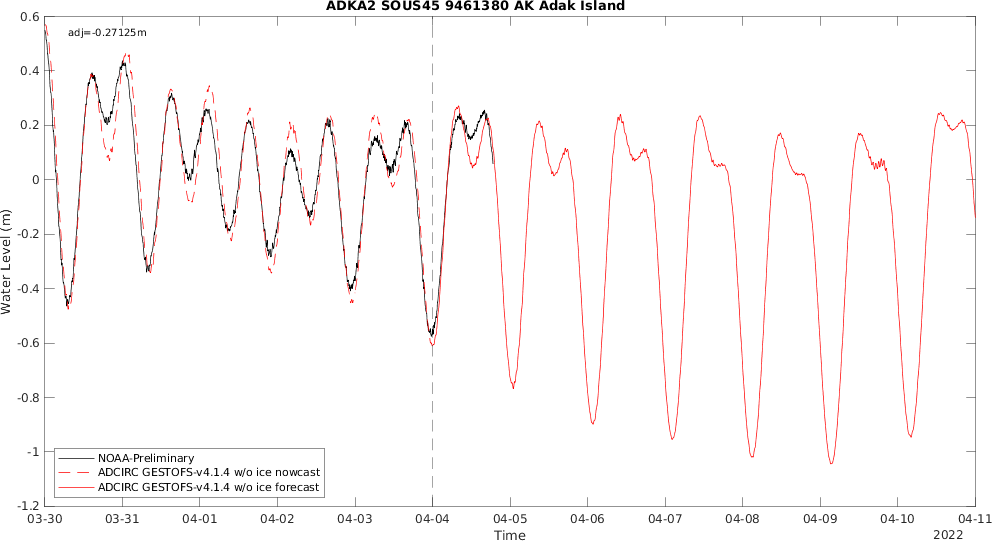 ADKA2 SOUS45 9461380 AK Adak Island
adj=-0.27125m
0.6
0.4
0.2
0
-0.2
-0.4
-0.6
-0.8
-1
-1.2
Water Level (m)
NOAA-Preliminary
ADCIRC GESTOFS-v4.1.4 w/o ice nowcast
ADCIRC GESTOFS-v4.1.4 w/o ice forecast
03-30 03-31 04-01 04-02 04-03 04-04 04-05 04-06 04-07 04-08 04-09 04-10 04-11
Time
2022